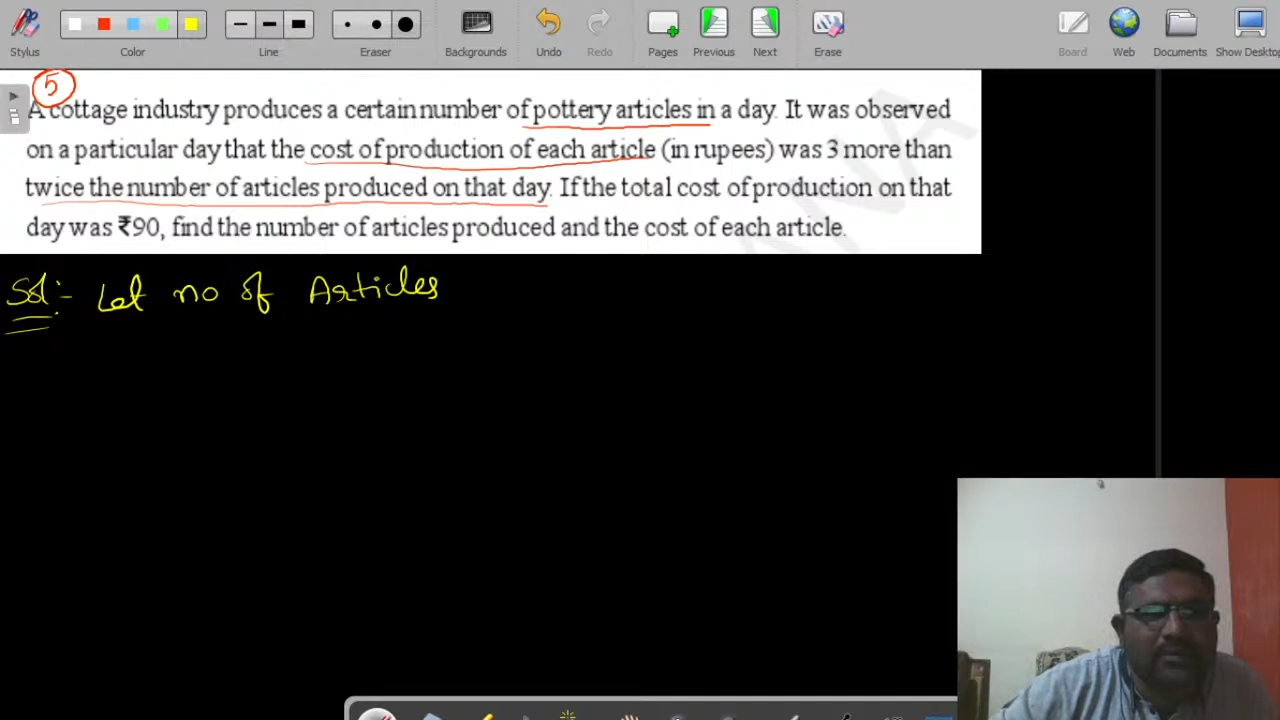 Stylus
Color
Line
Eraser
Backgrounds
Undo
Redo
Pages
Previous
Next
Erase
Board
Web
Documents
Show Desktop
5
A cottage industry produces a certain number of pottery articles in a day. It was observed
on a particular day that the cost of production of each article (in rupees) was 3 more than
twice the number of articles produced on that day. If the total cost of production on that
day was ₹90, find the number of articles produced and the cost of each article.
Sol:- Let no of Articles